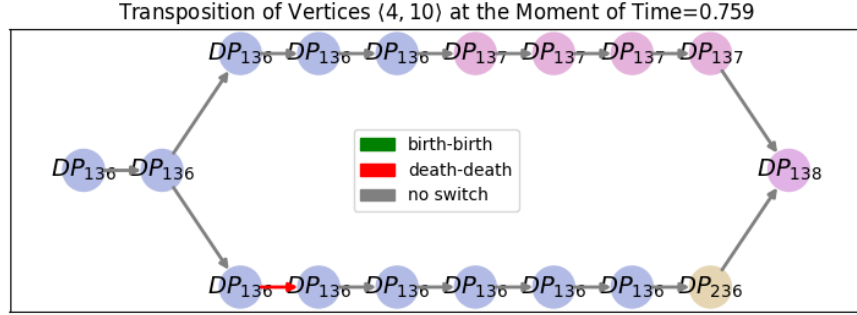 Transposition of Vertices ⟨4, 10⟩ at the Moment of Time=0.759
DP₁₃₆ DP₁₃₆ DP₁₃₆ DP₁₃₇ DP₁₃₇ DP₁₃₇ DP₁₃₇
birth-birth
death-death
no switch
DP₁₃₆ DP₁₃₆ DP₁₃₈
DP₁₃₆ DP₁₃₆ DP₁₃₆ DP₁₃₆ DP₁₃₆ DP₁₃₆ DP₂₃₆